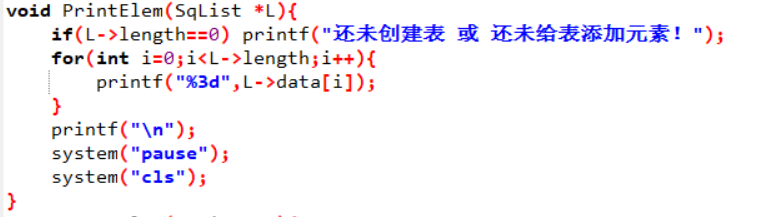 void PrintElem(SqList *L){
    if(L->length==0) printf("还未创建表 或 还未给表添加元素！");
    for(int i=0;i<L->length;i++){
        printf("%3d",L->data[i]);
    }
    printf("\n");
    system("pause");
    system("cls");
}